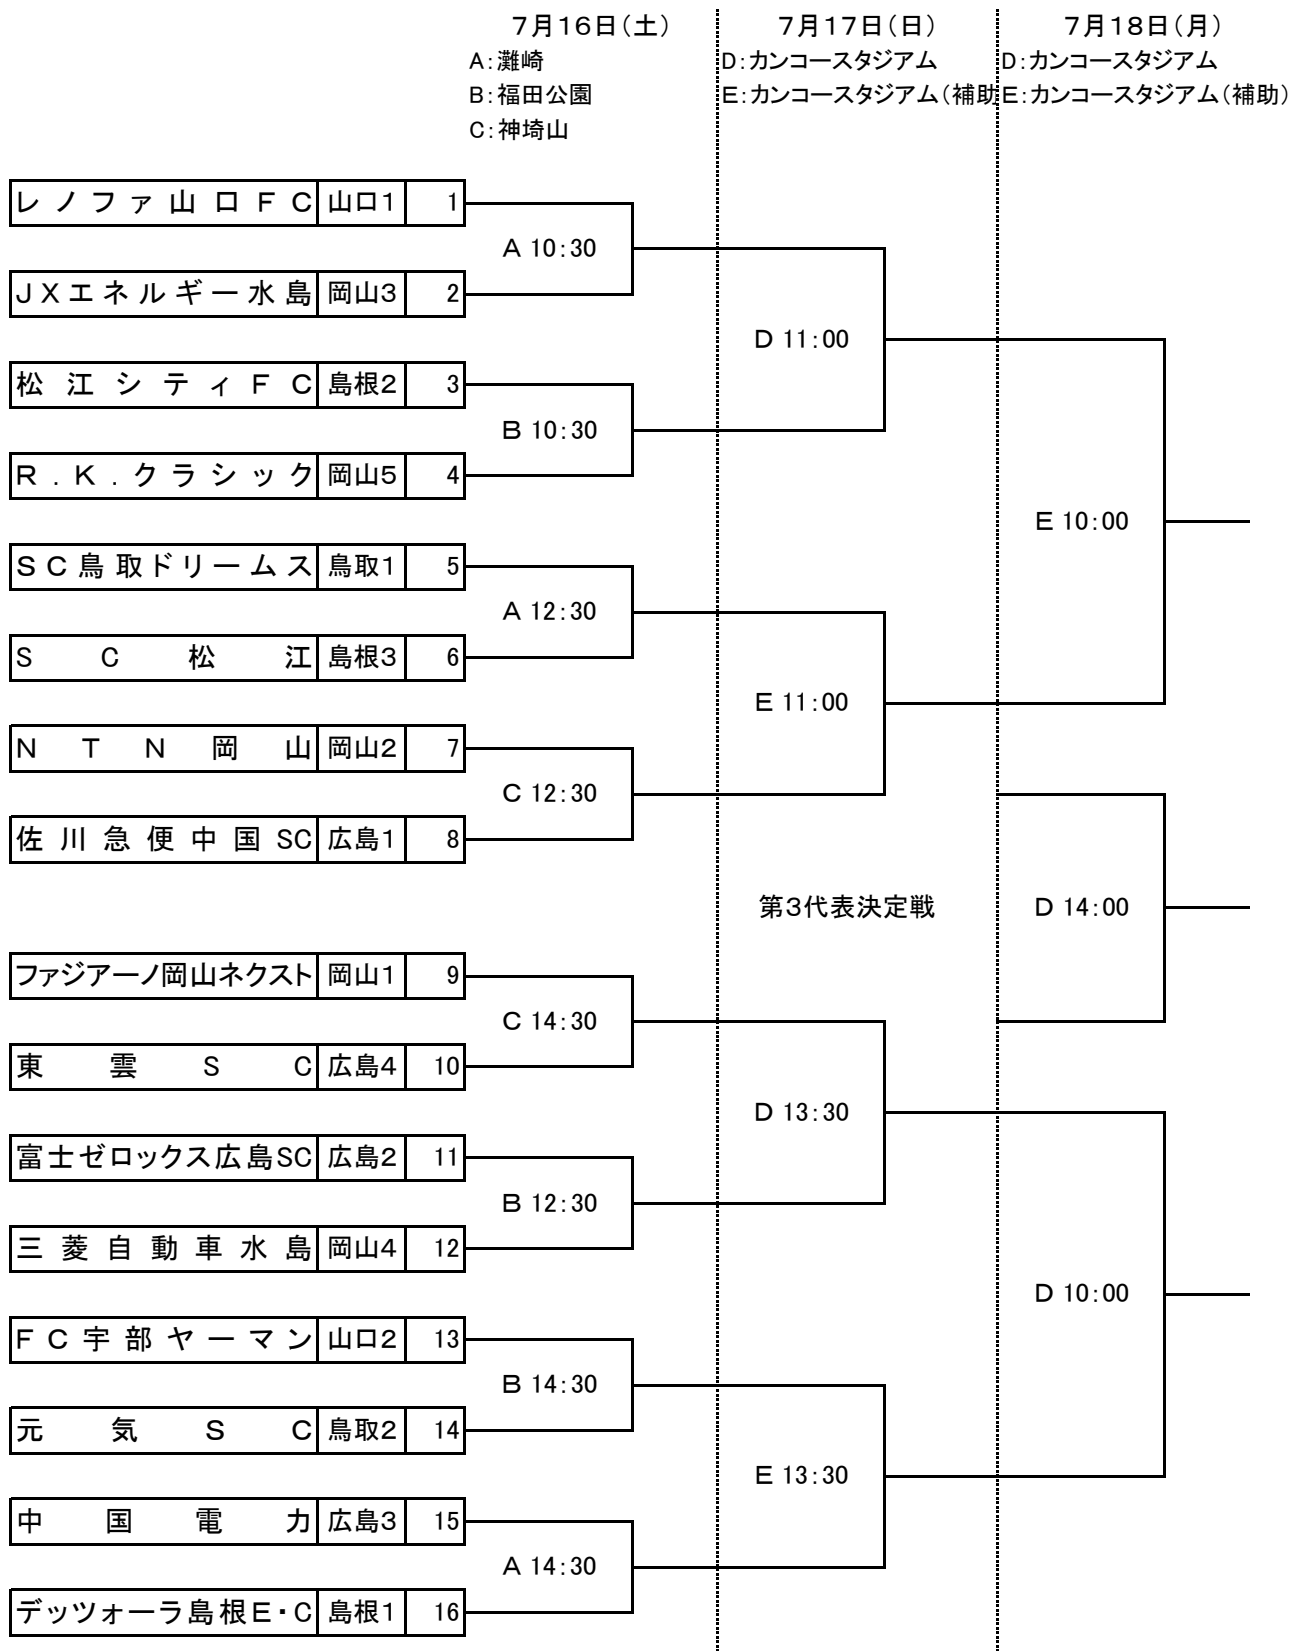 7月16日(土) 7月17日(日) 7月18日(月)
A:灘崎 D:カンコースタジアム D:カンコースタジアム
B:福田公園 E:カンコースタジアム(補助 E:カンコースタジアム(補助)
C:神埼山
レノファ山口FC 山口1 1
A 10:30
JXエネルギー水島 岡山3 2
D 11:00
松江シティFC 島根2 3
B 10:30
R.K.クラシック 岡山5 4
E 10:00
SC鳥取ドリームス 鳥取1 5
A 12:30
SC松江 島根3 6
E 11:00
NTN岡山 岡山2 7
C 12:30
佐川急便中国SC 広島1 8
第3代表決定戦 D 14:00
ファジアーノ岡山ネクスト 岡山1 9
C 14:30
東雲SC 広島4 10
D 13:30
富士ゼロックス広島SC 広島2 11
B 12:30
三菱自動車水島 岡山4 12
D 10:00
FC宇部ヤーマン 山口2 13
B 14:30
元気SC 鳥取2 14
E 13:30
中国電力 広島3 15
A 14:30
デッツォーラ島根E・C 島根1 16